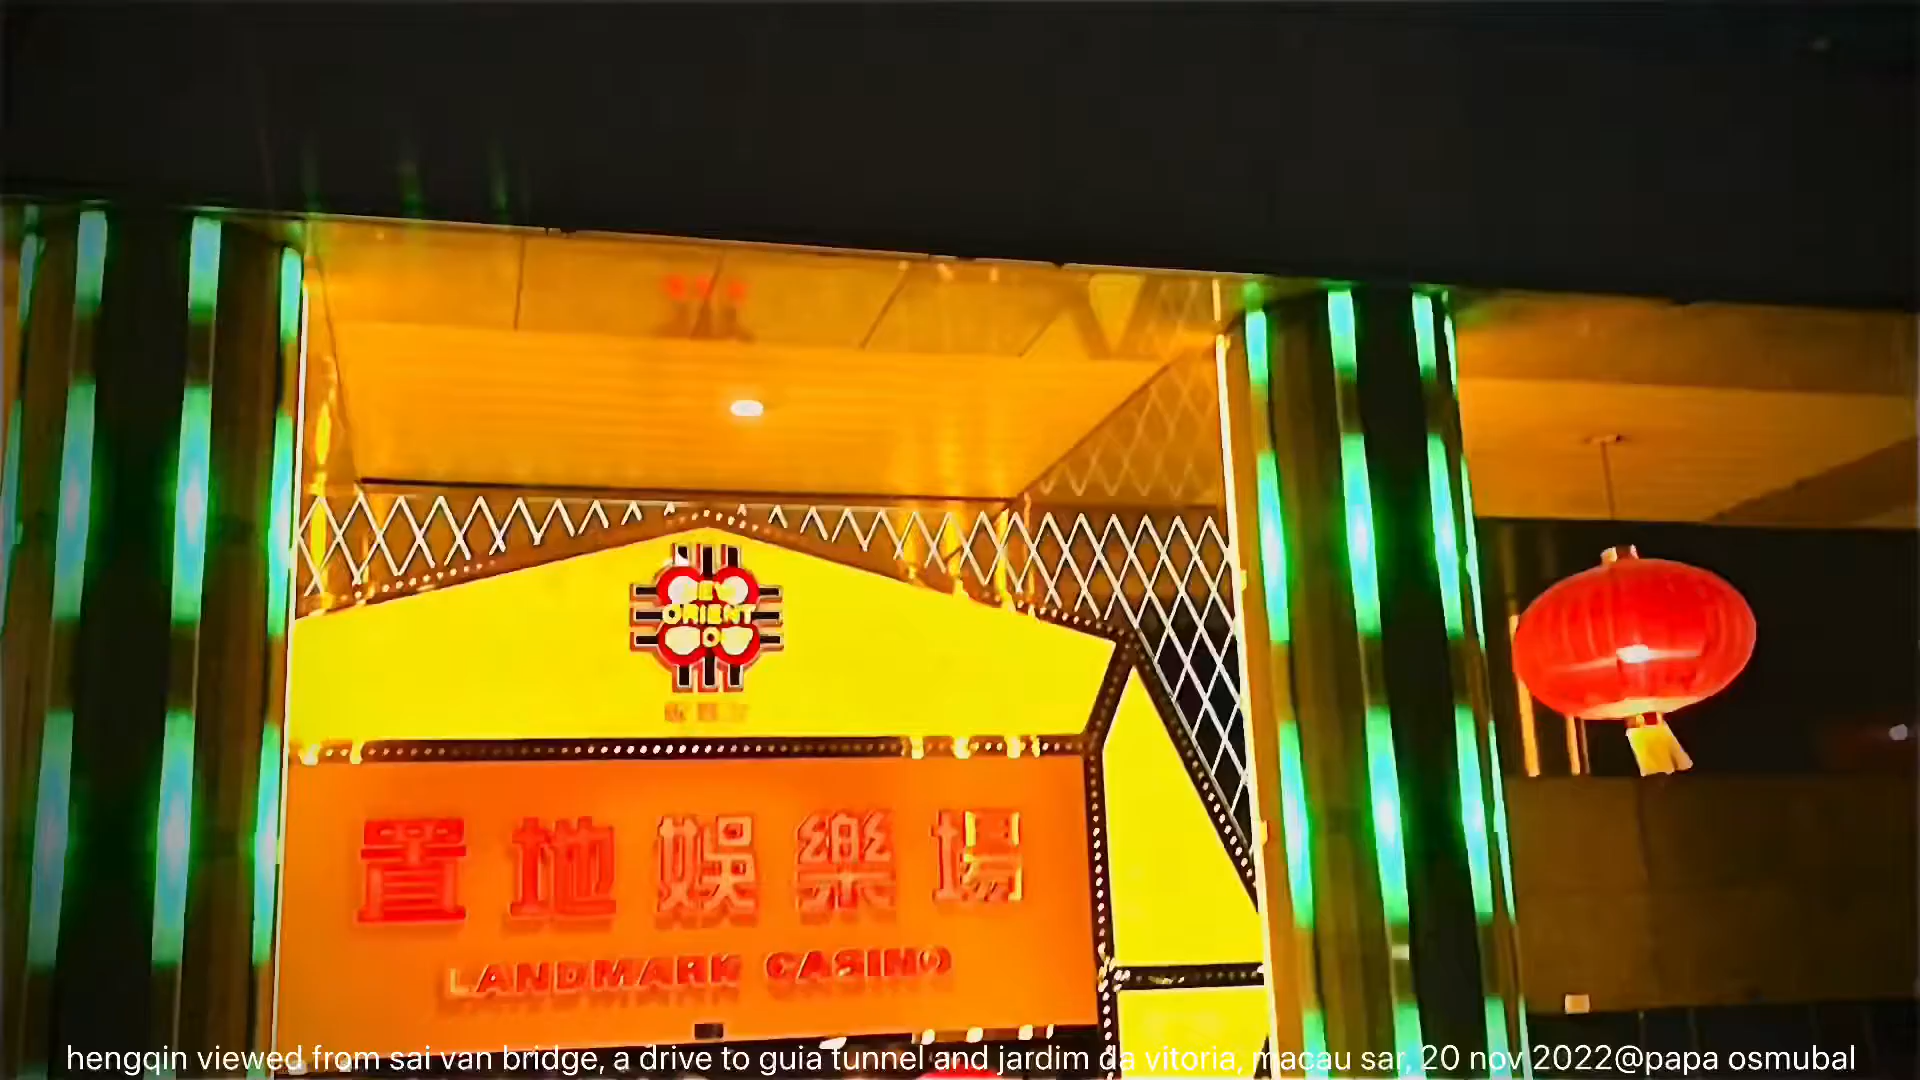 ORIENT
置地娛樂場
LANDMARK CASINO
hengqin viewed from sai van bridge, a drive to guia tunnel and jardim da vitoria, macau sar, 20 nov 2022@papa osmubal